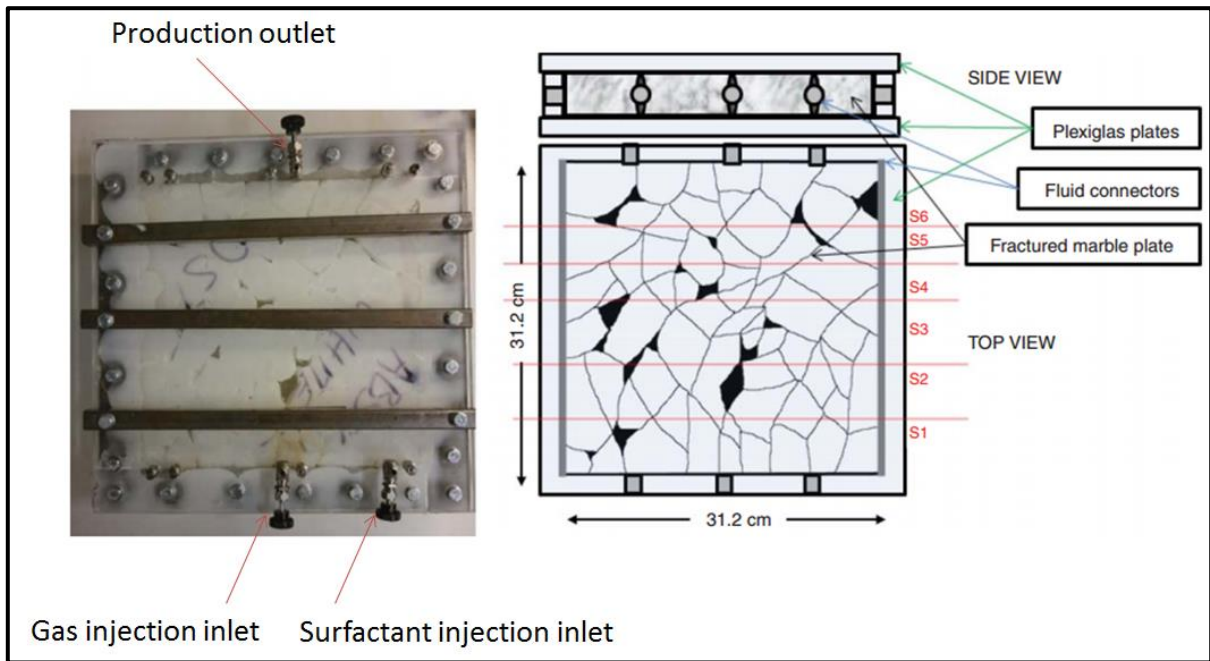 Production outlet
SIDE VIEW
Plexiglas plates
Fluid connectors
Fractured marble plate
S6
S5
S4
S3
S2
S1
31.2 cm
TOP VIEW
31.2 cm
Gas injection inlet
Surfactant injection inlet